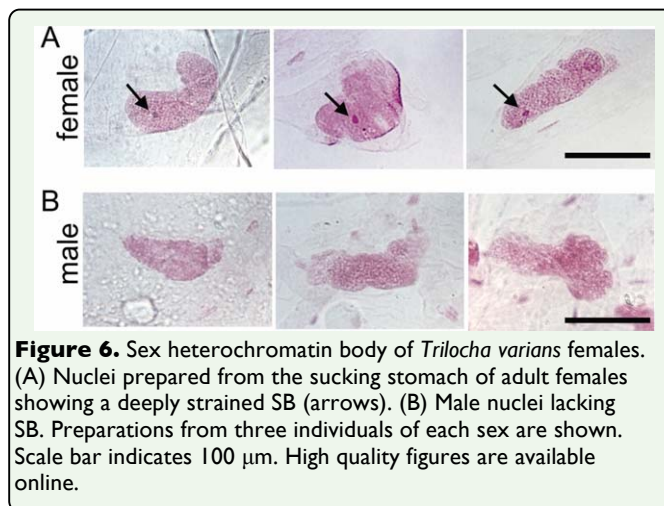 A
female
B
male
Figure 6. Sex heterochromatin body of Trilocha varians females.
(A) Nuclei prepared from the sucking stomach of adult females
showing a deeply strained SB (arrows). (B) Male nuclei lacking
SB. Preparations from three individuals of each sex are shown.
Scale bar indicates 100 μm. High quality figures are available
online.